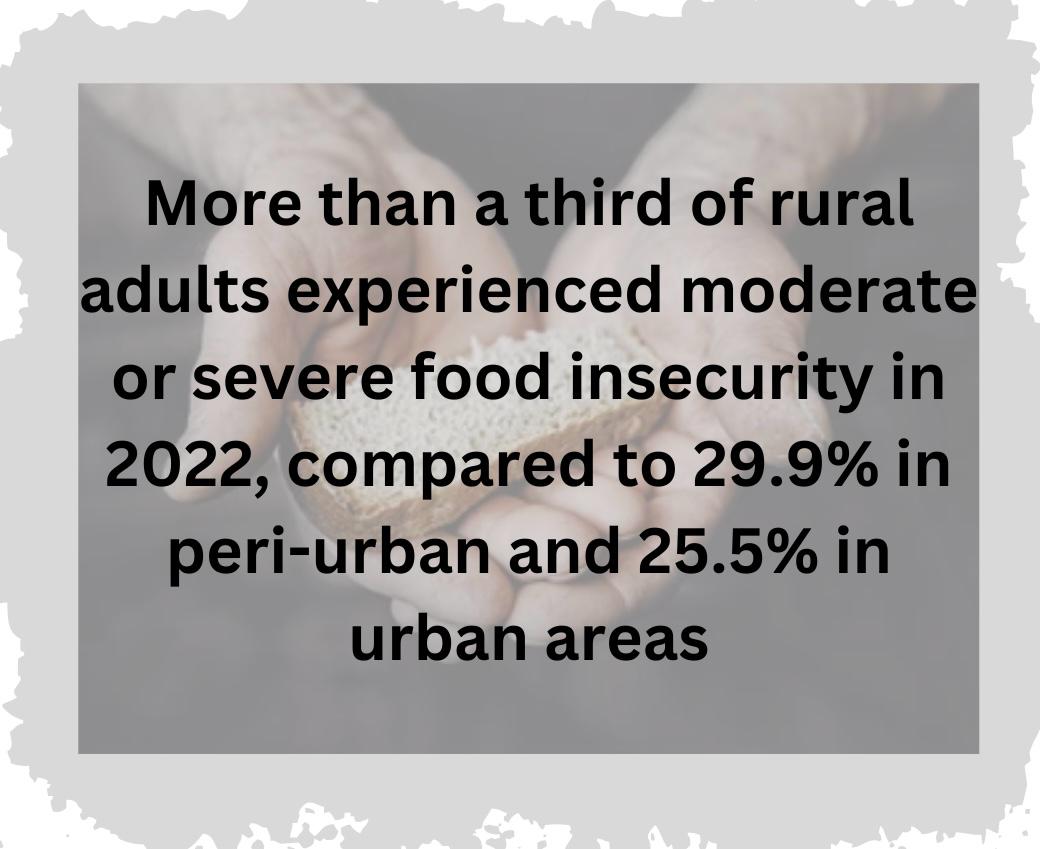 More than a third of rural
adults experienced moderate
or severe food insecurity in
2022, compared to 29.9% in
peri-urban and 25.5% in
urban areas